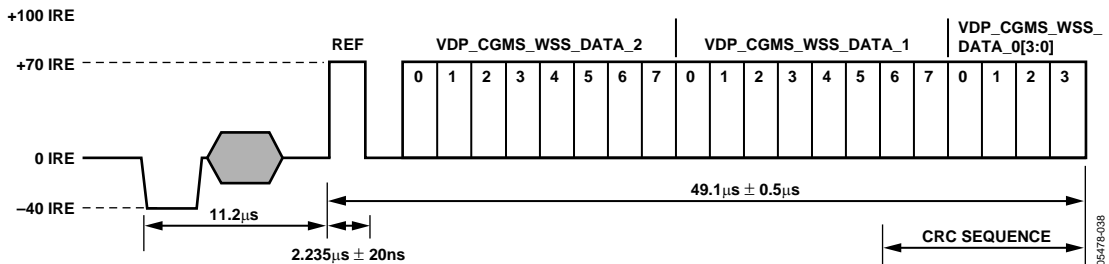 +100 IRE
REF
VDP_CGMS_WSS_DATA_2
VDP_CGMS_WSS_DATA_1
VDP_CGMS_WSS_
DATA_0[3:0]
+70 IRE
0 1 2 3 4 5 6 7 0 1 2 3 4 5 6 7 0 1 2 3
0 IRE
–40 IRE
49.1μs ± 0.5μs
11.2μs
CRC SEQUENCE
2.235μs ± 20ns
05478-038